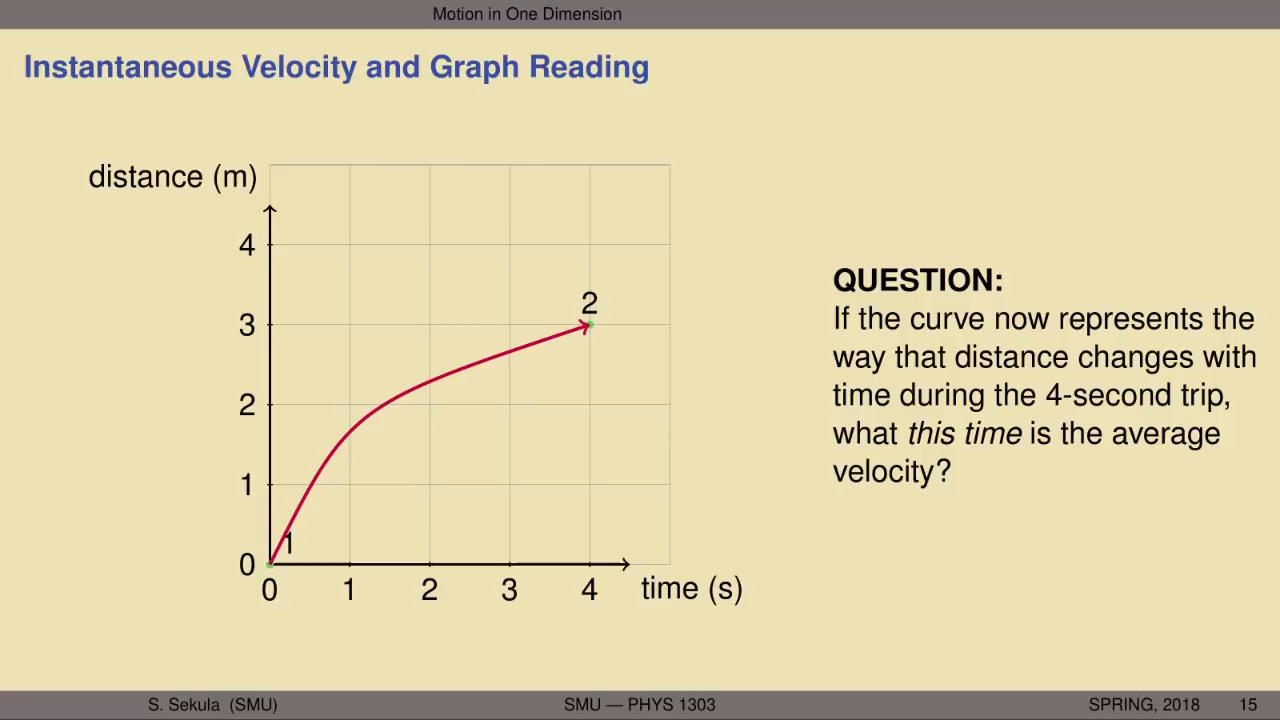 Motion in One Dimension
Instantaneous Velocity and Graph Reading
distance (m)
4
3
2
1
0
2
1
0 1 2 3 4
time (s)
QUESTION:
If the curve now represents the
way that distance changes with
time during the 4-second trip,
what this time is the average
velocity?
S. Sekula (SMU) SMU — PHYS 1303 SPRING, 2018 15